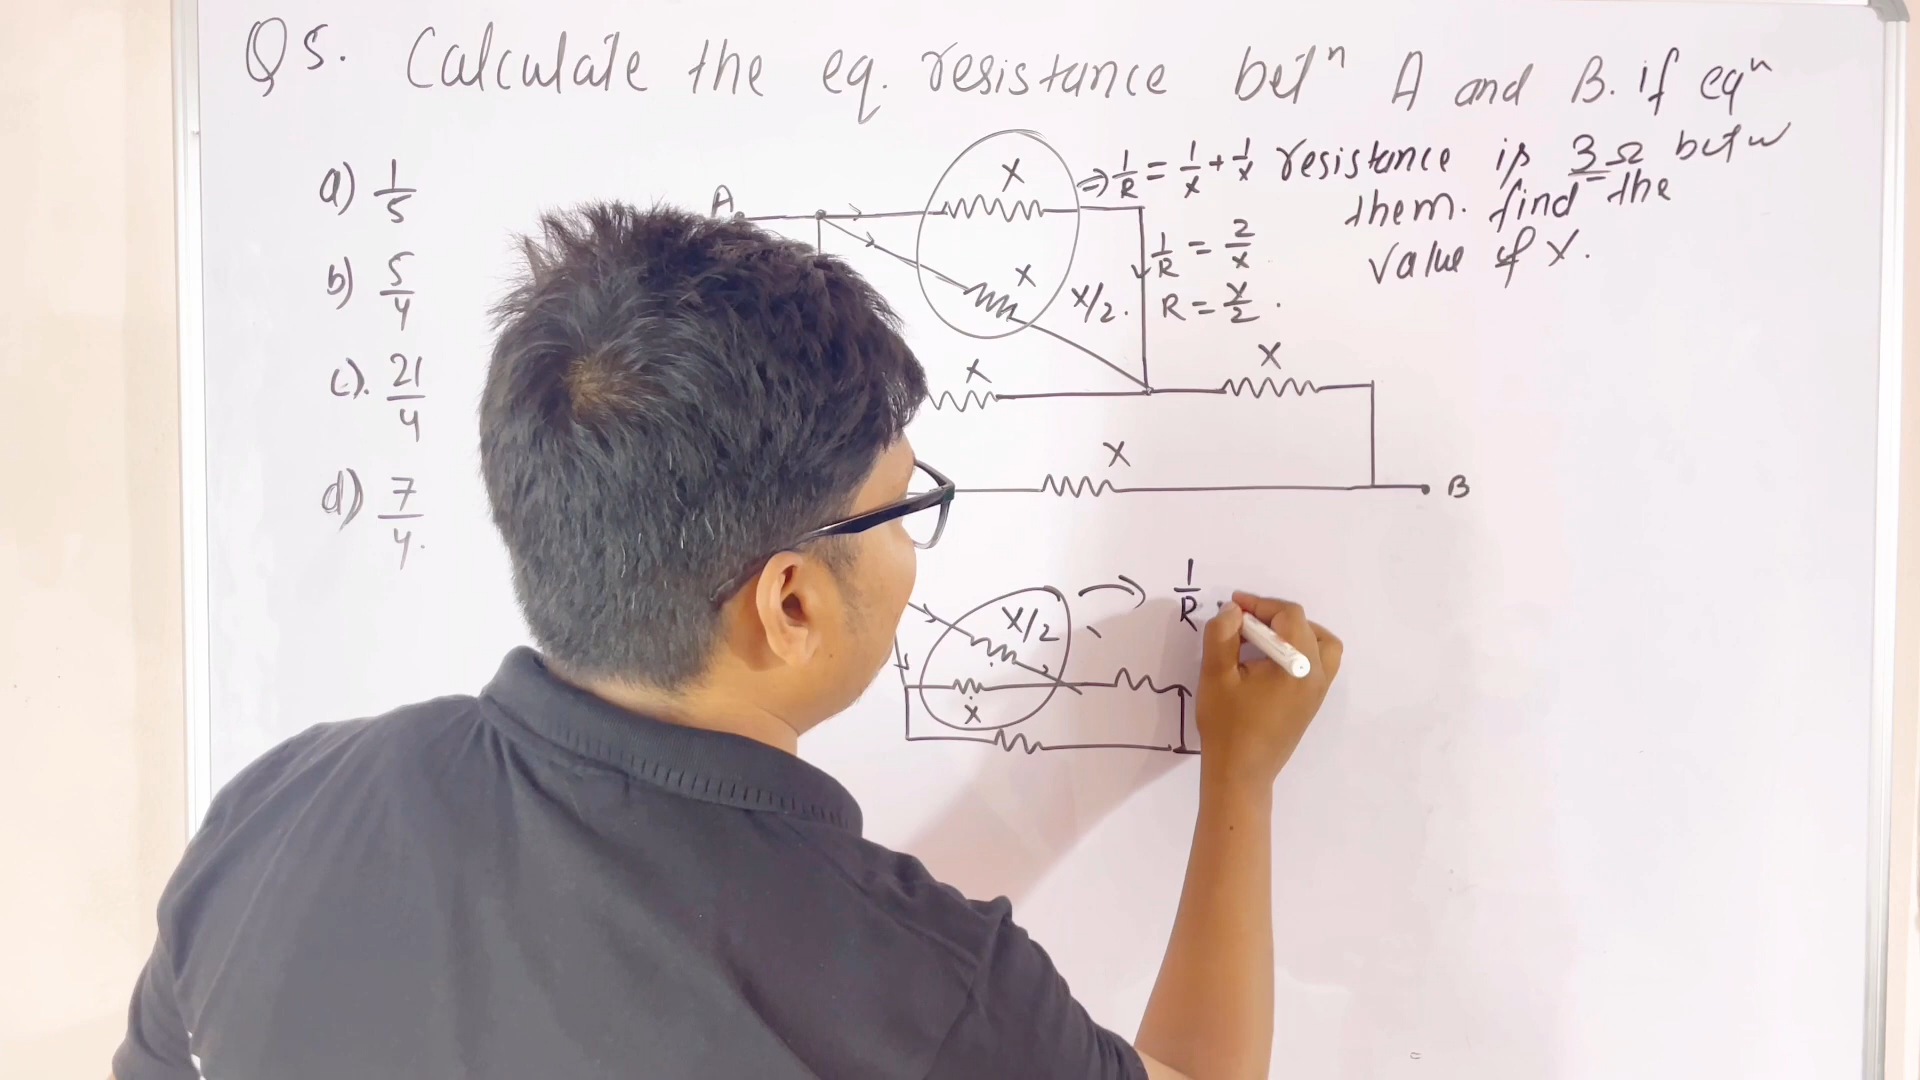 Q5. Calculate the eq. resistance betⁿ A and B. if eqⁿ
resistance is 3Ω betw
them. find the
value of X.
a) 1/5
b) 5/4
c). 21/4
d) 7/4.
A
X
⇒ 1/R = 1/x + 1/x
X
X/2.
1/R = 2/x
R = x/2.
X
X
X
B
X/2
1/R
X